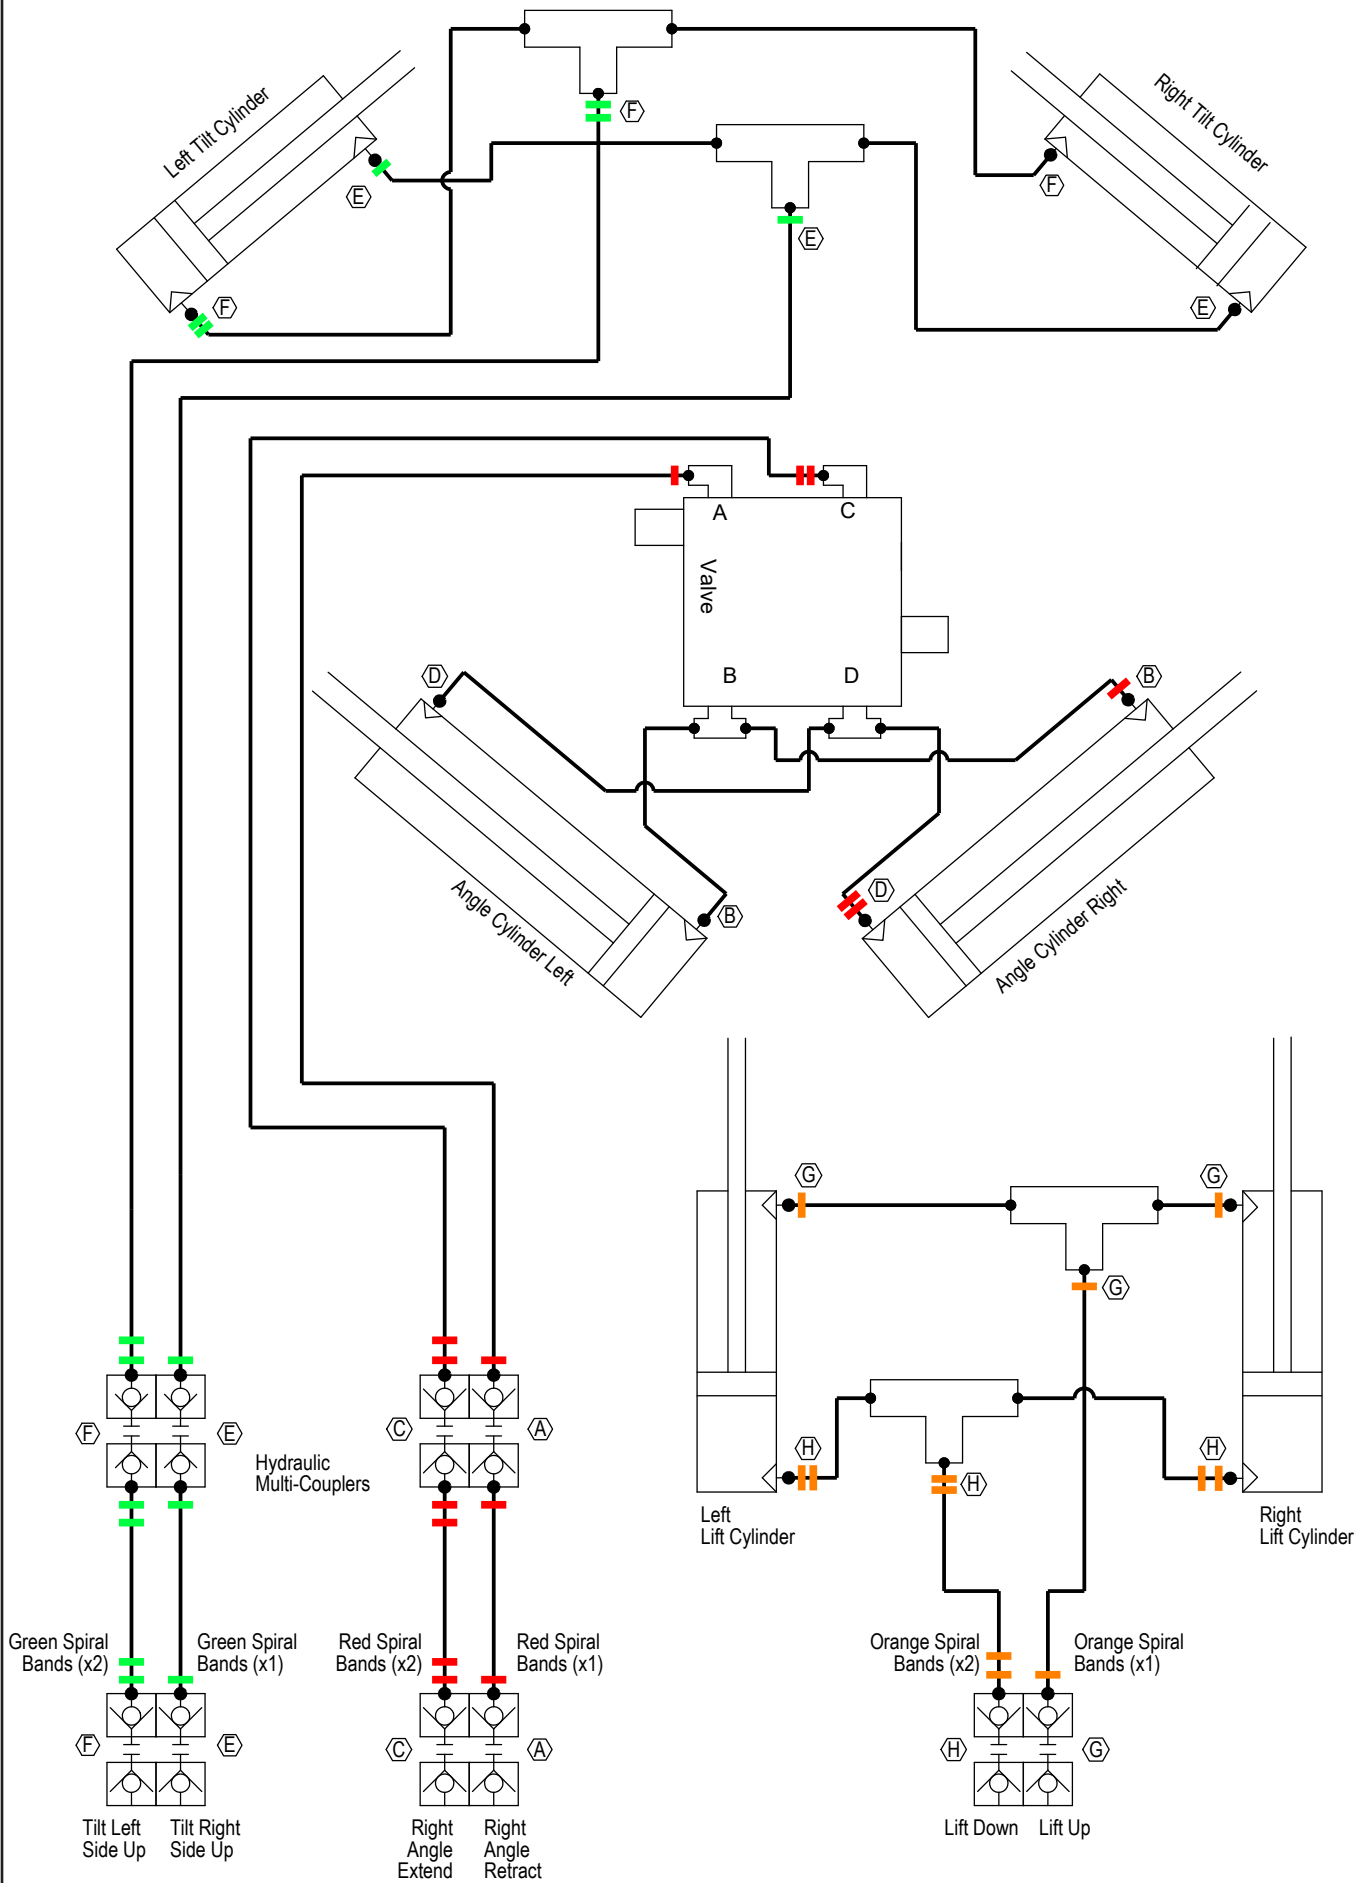 Left Tilt Cylinder
Right Tilt Cylinder
F
E
F
E
F
E
A
C
Valve
B
D
D
B
B
D
Angle Cylinder Left
Angle Cylinder Right
G
G
G
H
H
H
Left
Lift Cylinder
Right
Lift Cylinder
F
E
C
A
Hydraulic
Multi-Couplers
Green Spiral
Bands (x2)
Green Spiral
Bands (x1)
Red Spiral
Bands (x2)
Red Spiral
Bands (x1)
Orange Spiral
Bands (x2)
Orange Spiral
Bands (x1)
F
E
C
A
H
G
Tilt Left
Side Up
Tilt Right
Side Up
Right
Angle
Extend
Right
Angle
Retract
Lift Down
Lift Up